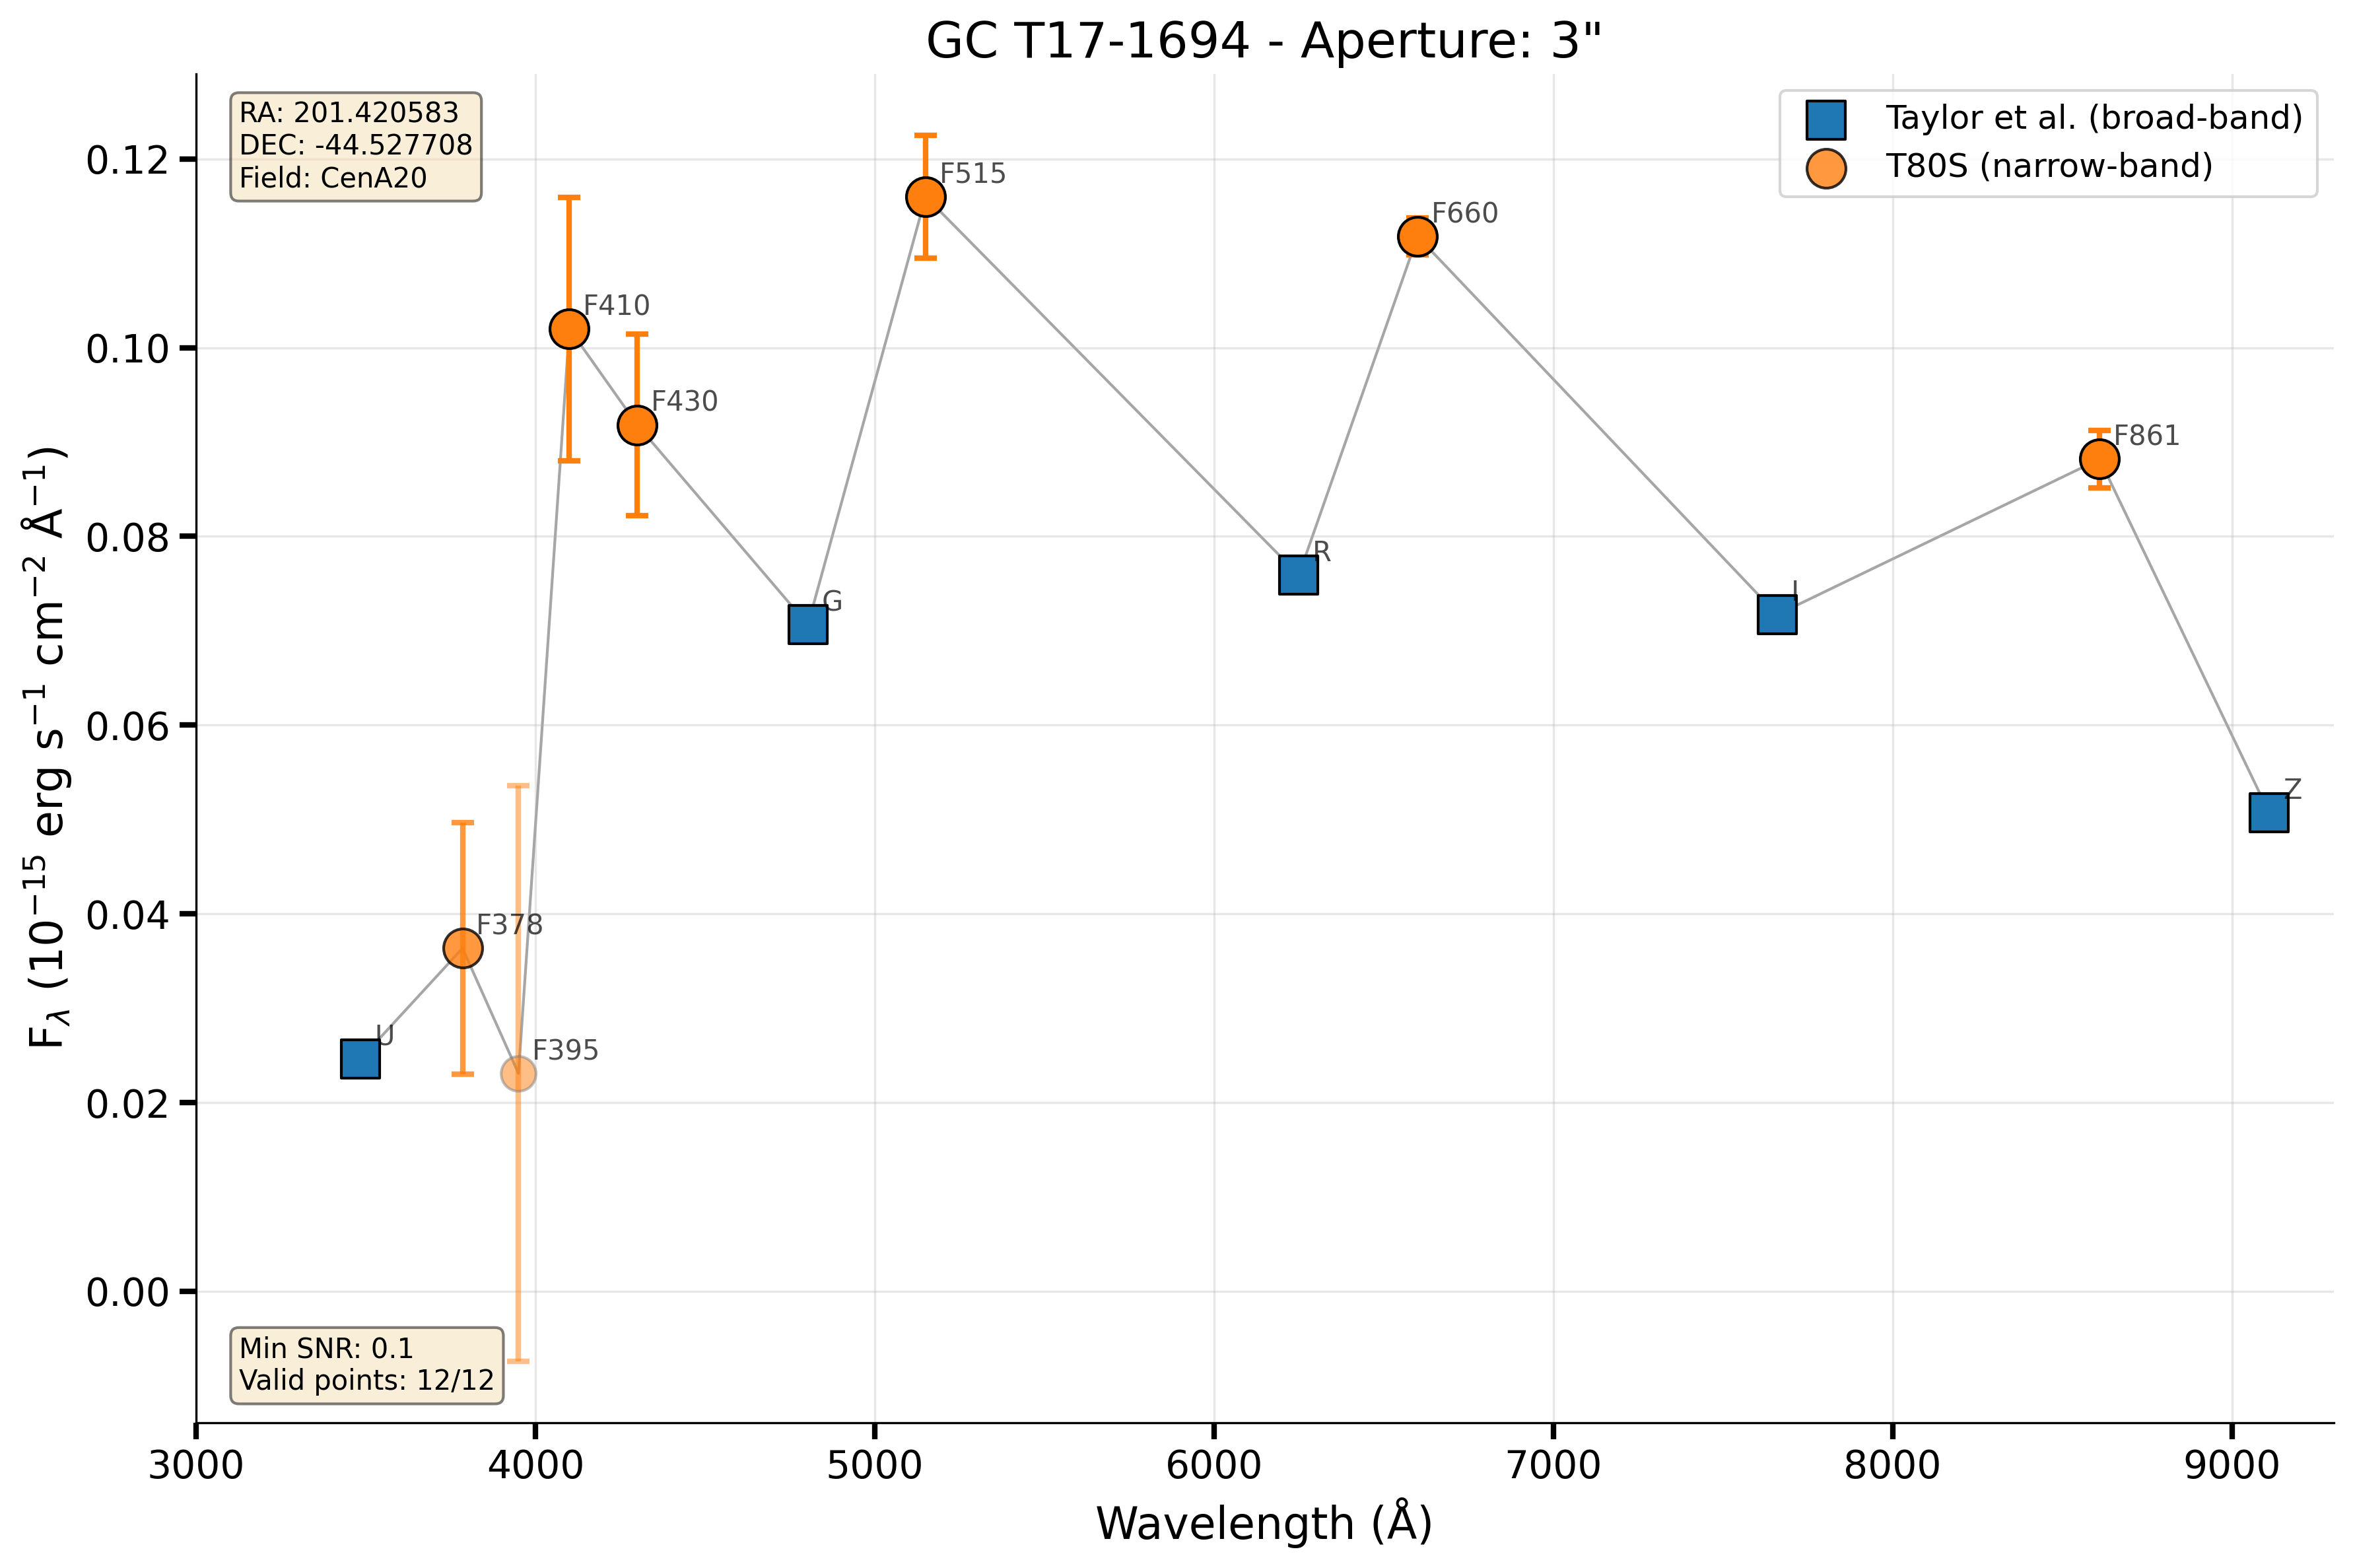 GC T17-1694 - Aperture: 3"
RA: 201.420583
DEC: -44.527708
Field: CenA20
Taylor et al. (broad-band)
T80S (narrow-band)
F515
F660
F410
F430
F861
R
G
I
Z
F378
U
F395
Min SNR: 0.1
Valid points: 12/12
0.12
0.10
0.08
0.06
0.04
0.02
0.00
Fλ (10⁻¹⁵ erg s⁻¹ cm⁻² Å⁻¹)
3000 4000 5000 6000 7000 8000 9000
Wavelength (Å)